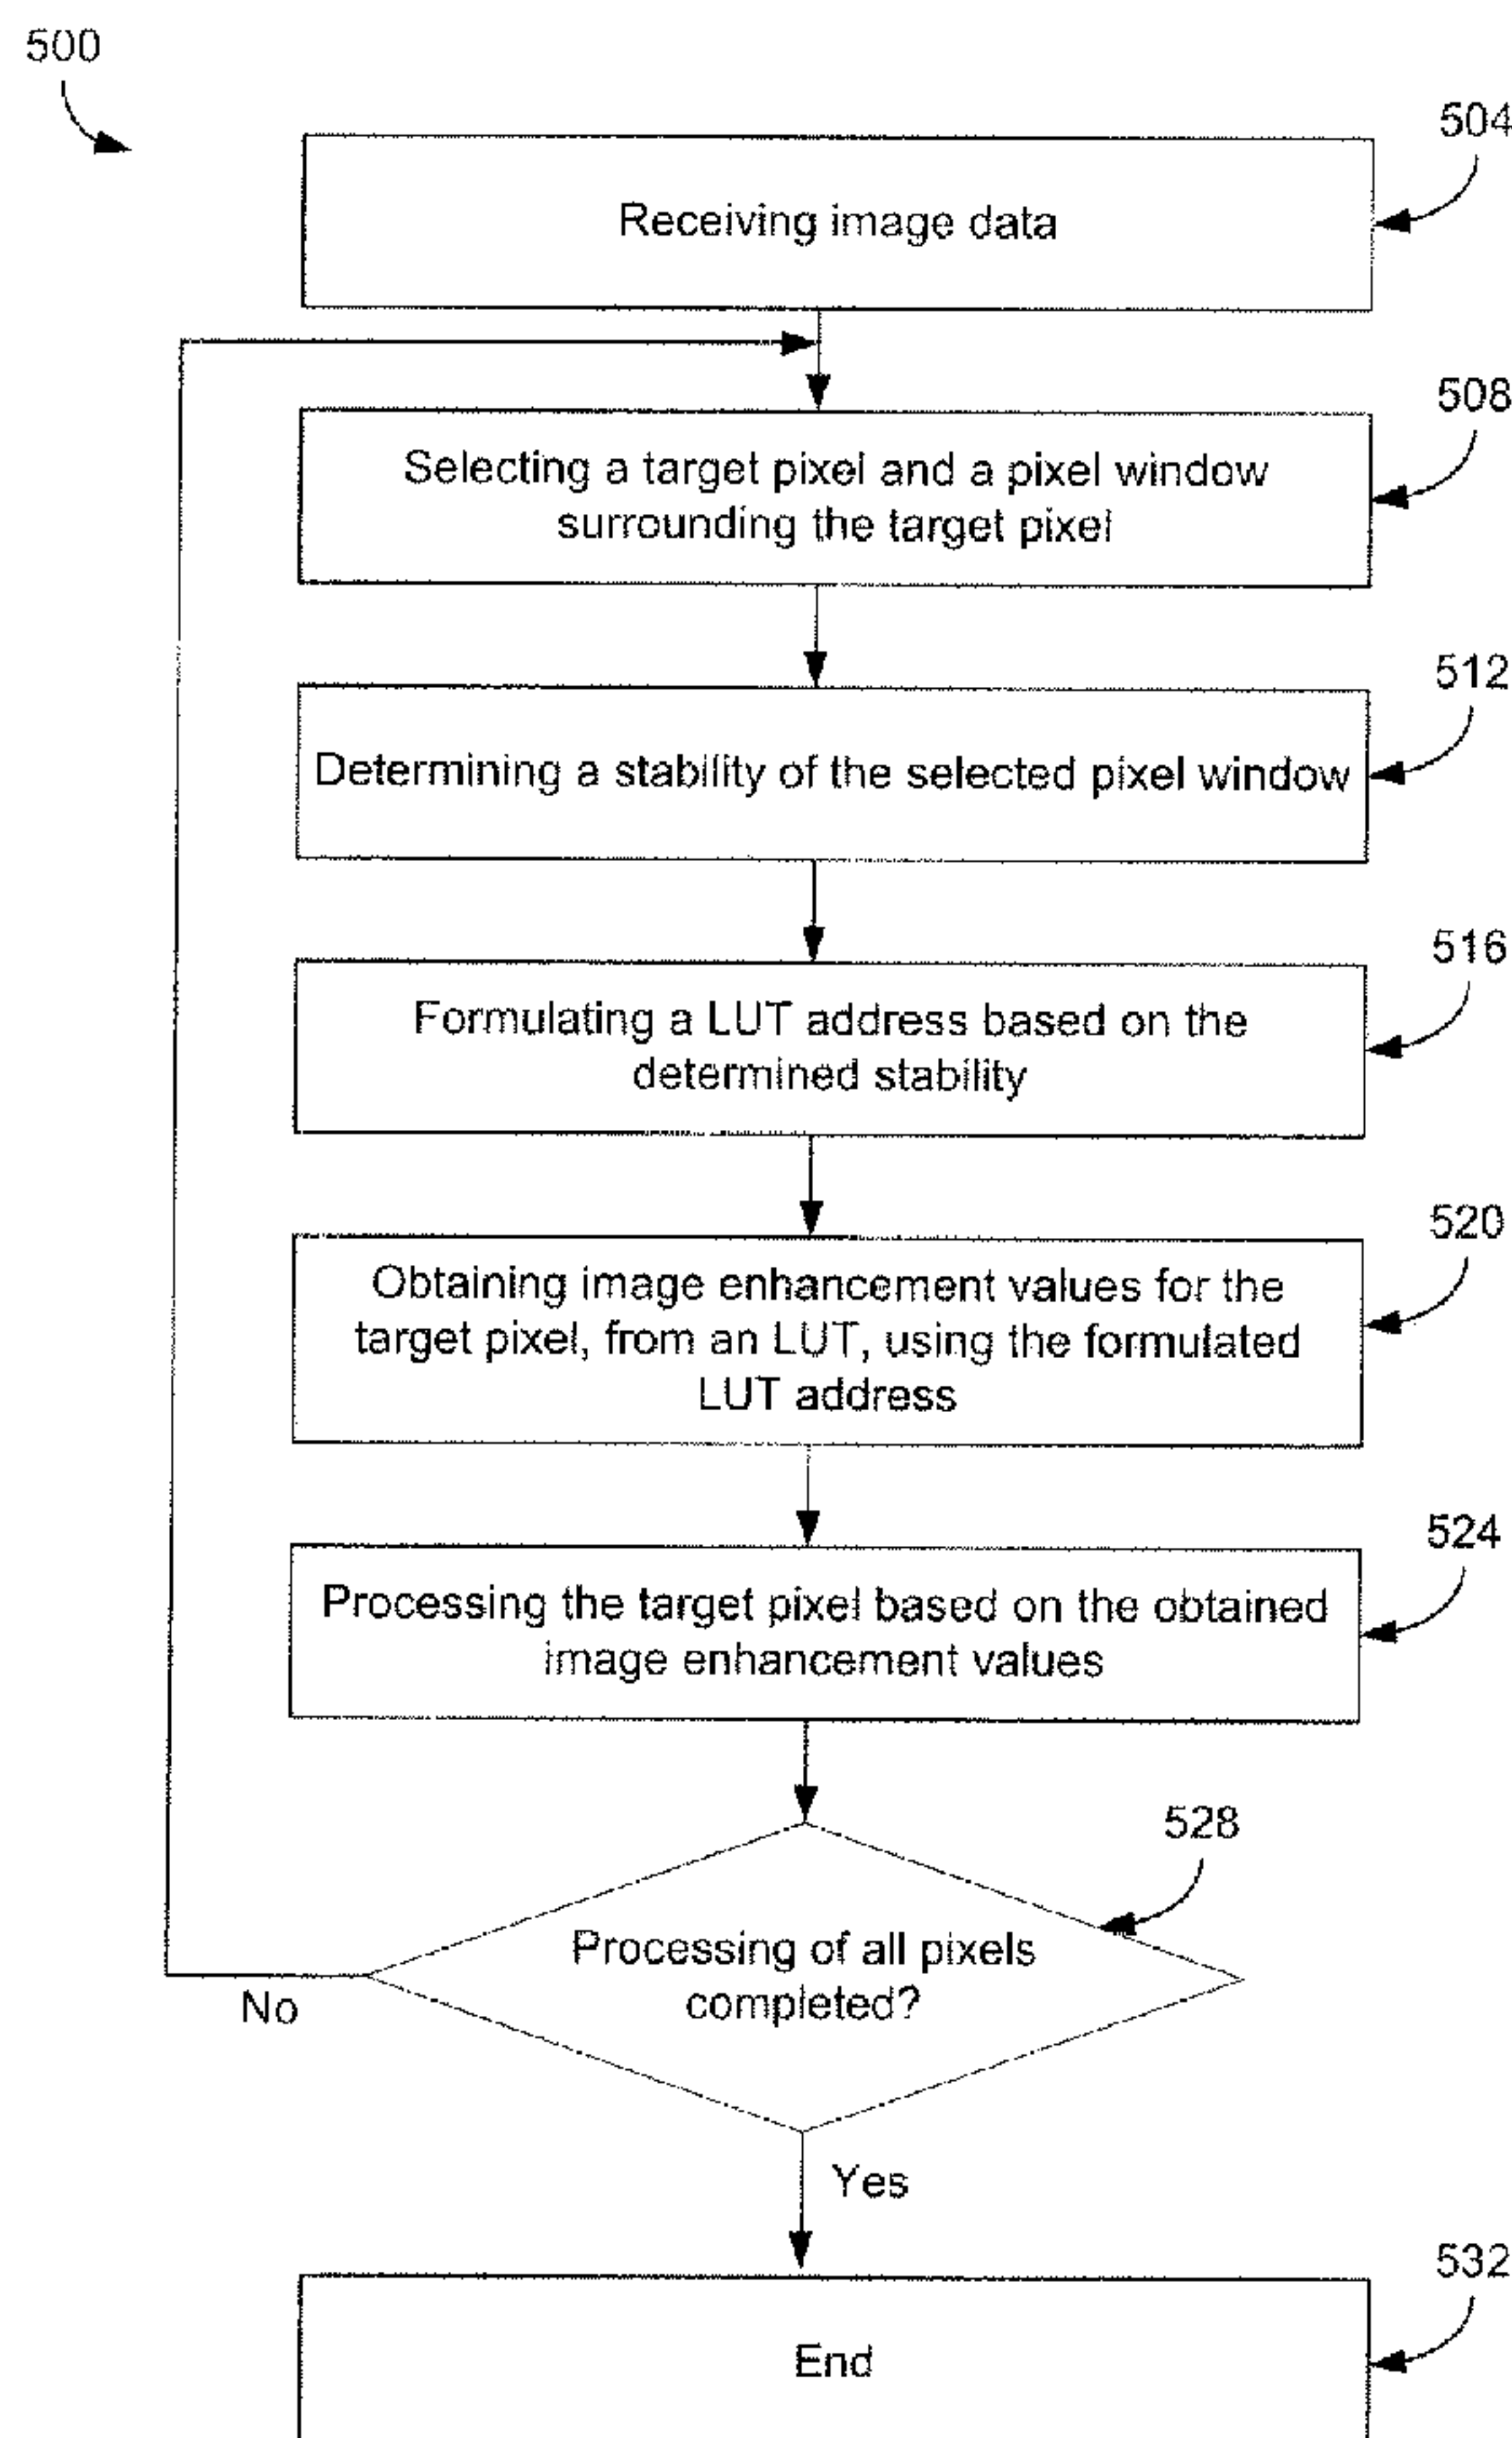 500
504
Receiving image data
508
Selecting a target pixel and a pixel window
surrounding the target pixel
512
Determining a stability of the selected pixel window
516
Formulating a LUT address based on the
determined stability
520
Obtaining image enhancement values for the
target pixel, from an LUT, using the formulated
LUT address
524
Processing the target pixel based on the obtained
image enhancement values
528
Processing of all pixels
completed?
No
Yes
532
End